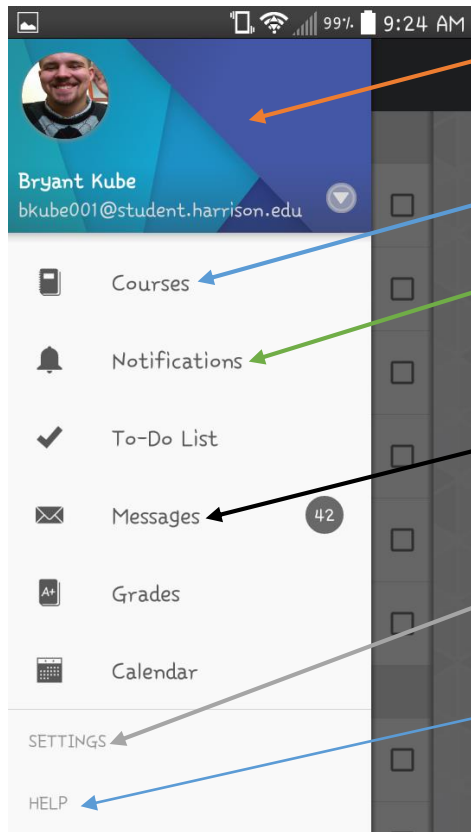 99% 9:24 AM
Bryant Kube
bkube001@student.harrison.edu
Courses
Notifications
To-Do List
Messages 42
A+ Grades
Calendar
SETTINGS
HELP